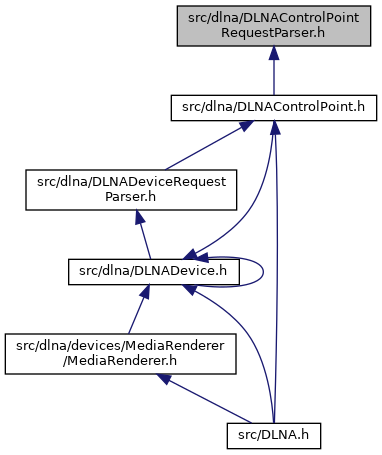 src/dlna/DLNAControlPoint
RequestParser.h
src/dlna/DLNAControlPoint.h
src/dlna/DLNADeviceRequest
Parser.h
src/dlna/DLNADevice.h
src/dlna/devices/MediaRenderer
/MediaRenderer.h
src/DLNA.h